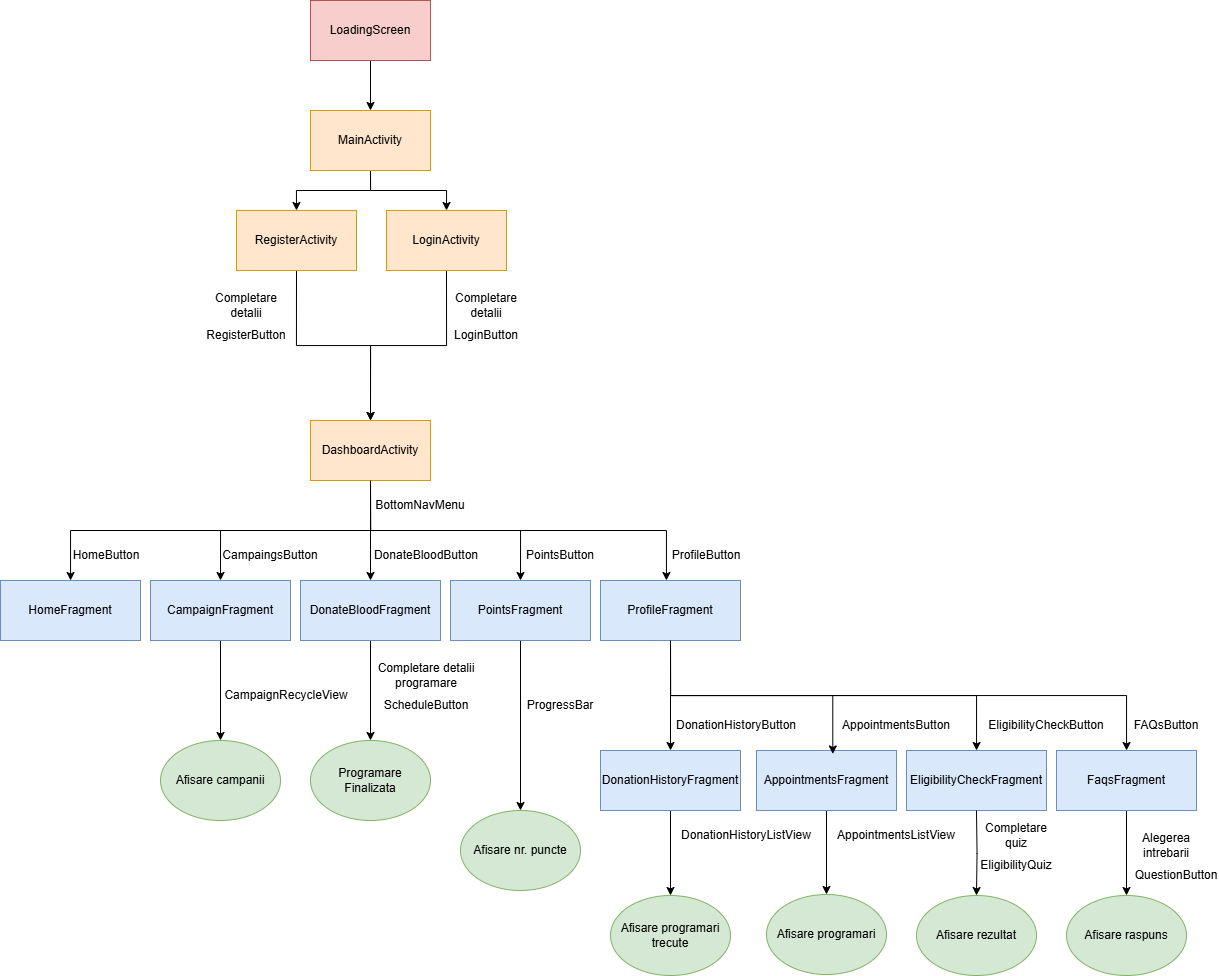 LoadingScreen
MainActivity
RegisterActivity
LoginActivity
Completare
detalii
RegisterButton
Completare
detalii
LoginButton
DashboardActivity
BottomNavMenu
HomeButton
CampaingsButton
DonateBloodButton
PointsButton
ProfileButton
HomeFragment
CampaignFragment
DonateBloodFragment
PointsFragment
ProfileFragment
CampaignRecycleView
Completare detalii
programare
ScheduleButton
ProgressBar
DonationHistoryButton
AppointmentsButton
EligibilityCheckButton
FAQsButton
Afisare campanii
Programare
Finalizata
DonationHistoryFragment
AppointmentsFragment
EligibilityCheckFragment
FaqsFragment
Afisare nr. puncte
DonationHistoryListView
AppointmentsListView
Completare
quiz
EligibilityQuiz
Alegerea
intrebarii
QuestionButton
Afisare programari
trecute
Afisare programari
Afisare rezultat
Afisare raspuns